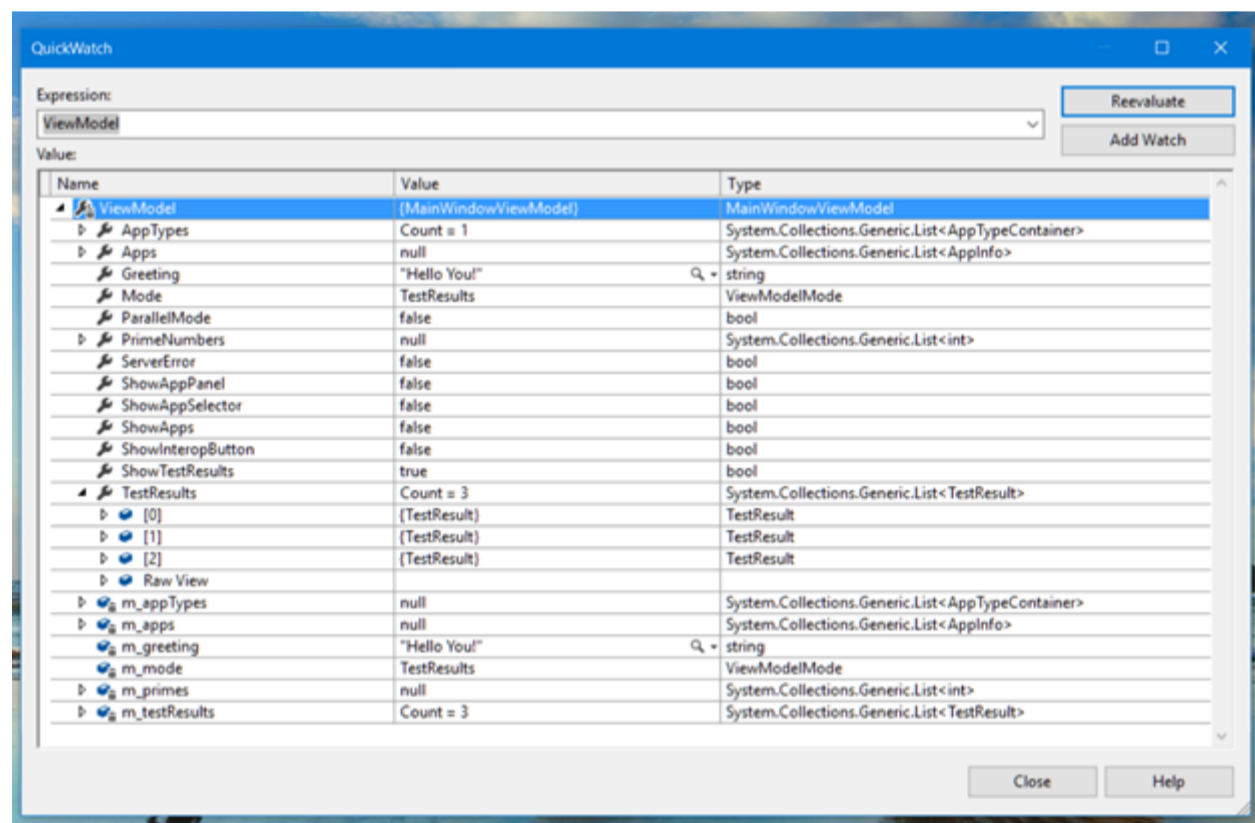 QuickWatch
Expression:
Reevaluate
ViewModel
Add Watch
Value:
Name Value Type
ViewModel {MainWindowViewModel} MainWindowViewModel
AppTypes Count = 1 System.Collections.Generic.List<AppTypeContainer>
Apps null System.Collections.Generic.List<AppInfo>
Greeting "Hello You!" string
Mode TestResults ViewModelMode
ParallelMode false bool
PrimeNumbers null System.Collections.Generic.List<int>
ServerError false bool
ShowAppPanel false bool
ShowAppSelector false bool
ShowApps false bool
ShowInteropButton false bool
ShowTestResults true bool
TestResults Count = 3 System.Collections.Generic.List<TestResult>
[0] {TestResult} TestResult
[1] {TestResult} TestResult
[2] {TestResult} TestResult
Raw View
m_appTypes null System.Collections.Generic.List<AppTypeContainer>
m_apps null System.Collections.Generic.List<AppInfo>
m_greeting "Hello You!" string
m_mode TestResults ViewModelMode
m_primes null System.Collections.Generic.List<int>
m_testResults Count = 3 System.Collections.Generic.List<TestResult>
Close Help